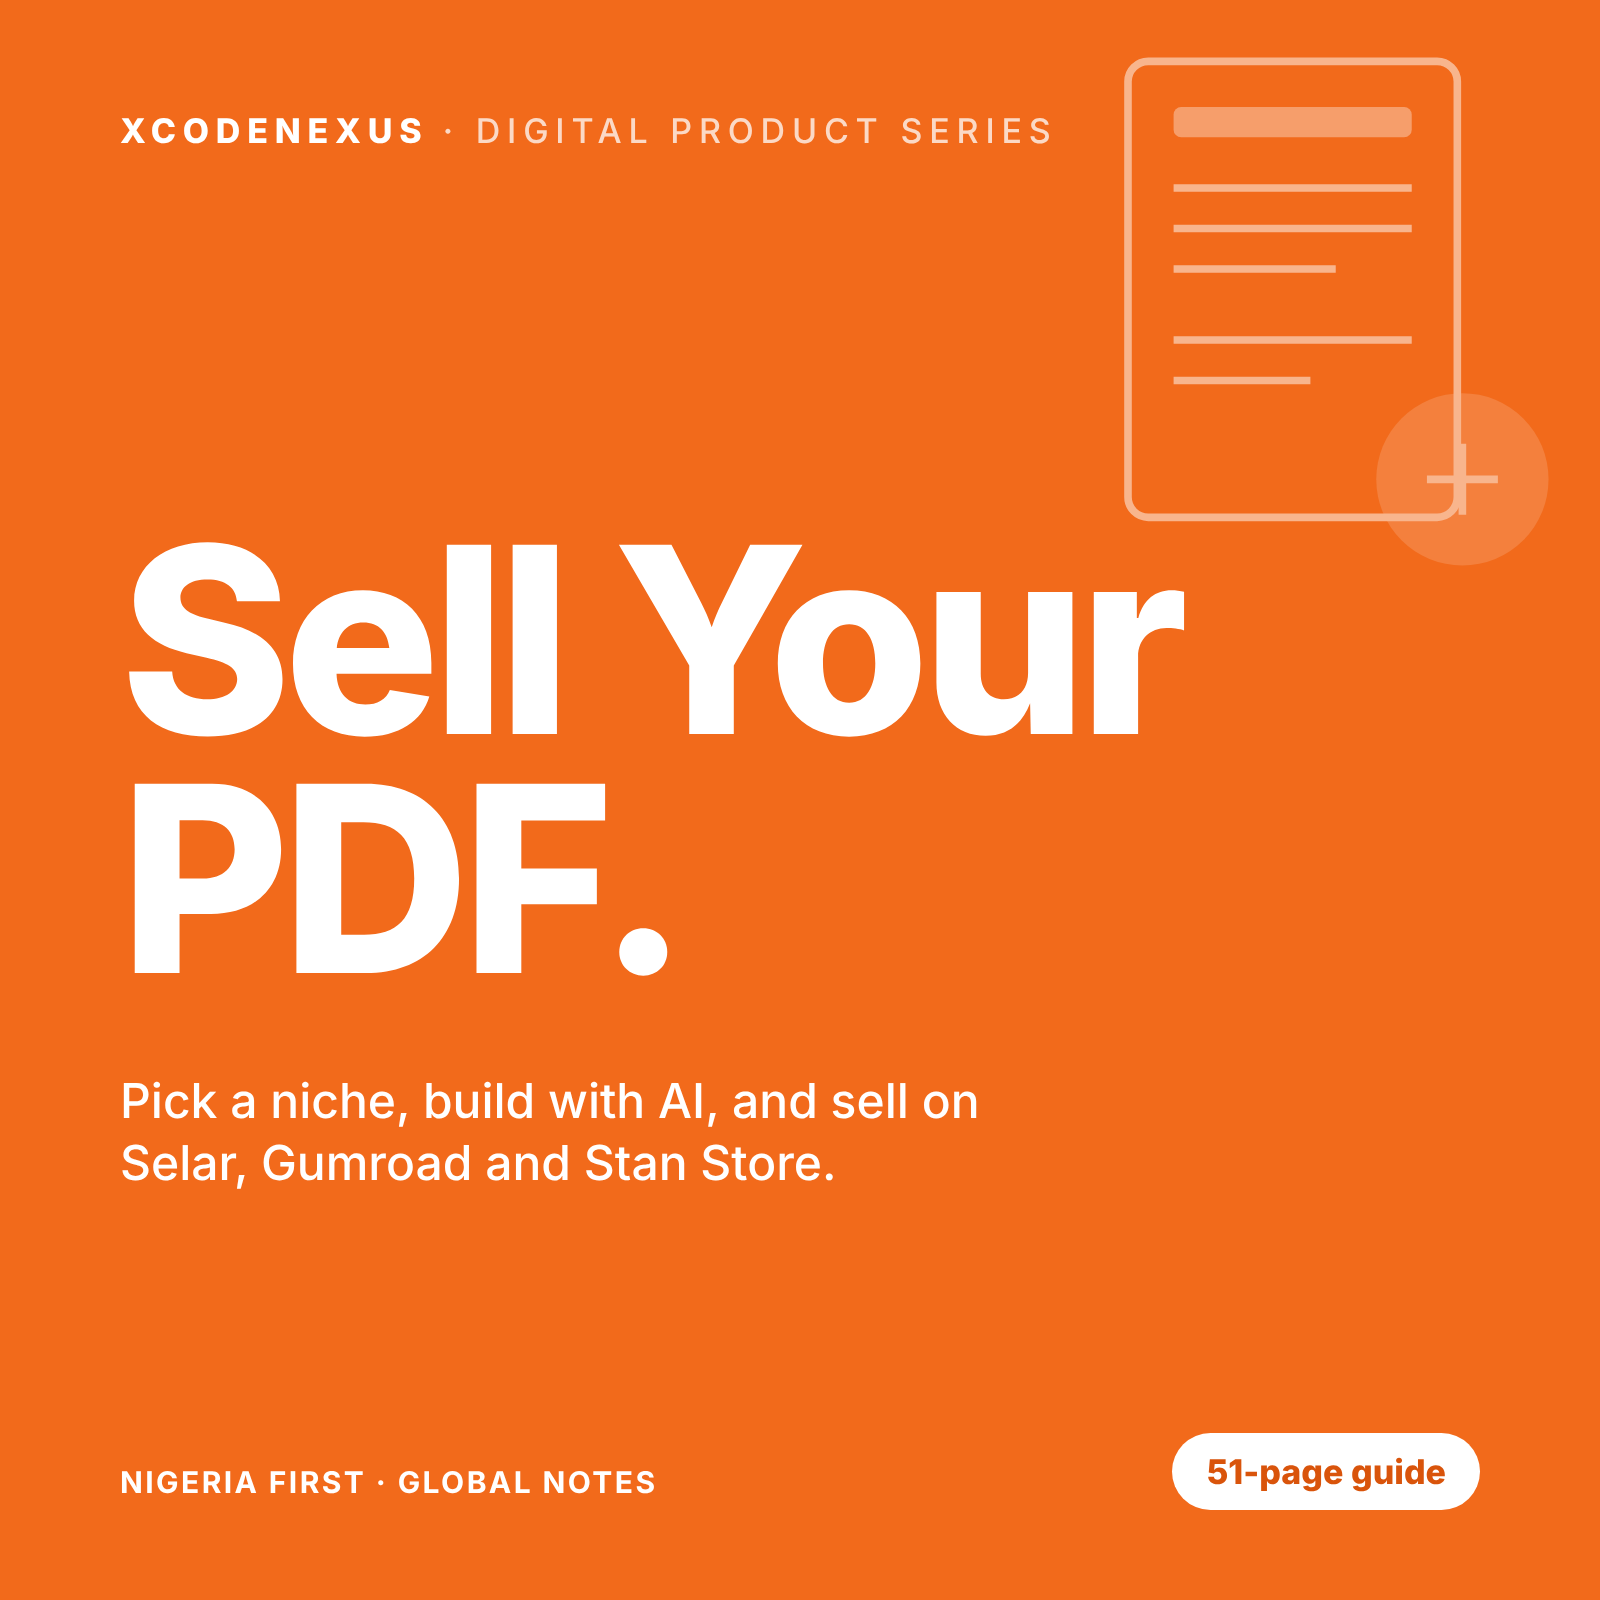 XCODENEXUS · DIGITAL PRODUCT SERIES
Sell Your
PDF.
Pick a niche, build with AI, and sell on
Selar, Gumroad and Stan Store.
NIGERIA FIRST · GLOBAL NOTES
51-page guide